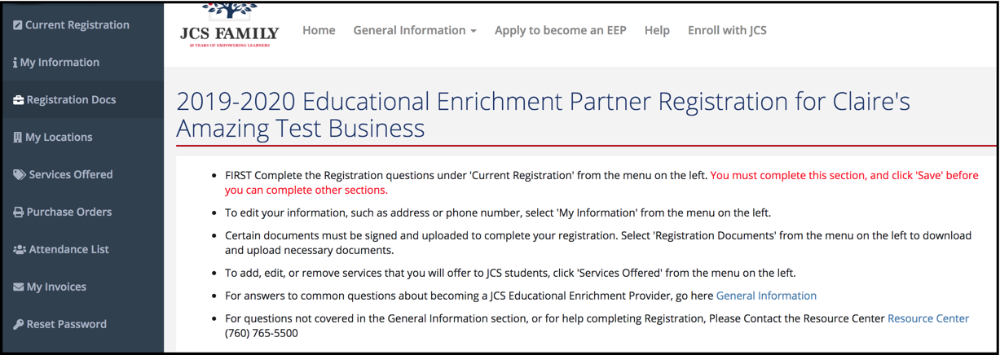 Current Registration
My Information
Registration Docs
My Locations
Services Offered
Purchase Orders
Attendance List
My Invoices
Reset Password
JCS FAMILY
20 YEARS OF EMPOWERING LEARNERS
Home
General Information
Apply to become an EEP
Help
Enroll with JCS
2019-2020 Educational Enrichment Partner Registration for Claire's
Amazing Test Business
FIRST Complete the Registration questions under 'Current Registration' from the menu on the left. You must complete this section, and click 'Save' before
you can complete other sections.
To edit your information, such as address or phone number, select 'My Information' from the menu on the left.
Certain documents must be signed and uploaded to complete your registration. Select 'Registration Documents' from the menu on the left to download
and upload necessary documents.
To add, edit, or remove services that you will offer to JCS students, click 'Services Offered' from the menu on the left.
For answers to common questions about becoming a JCS Educational Enrichment Provider, go here General Information
For questions not covered in the General Information section, or for help completing Registration, Please Contact the Resource Center Resource Center
(760) 765-5500